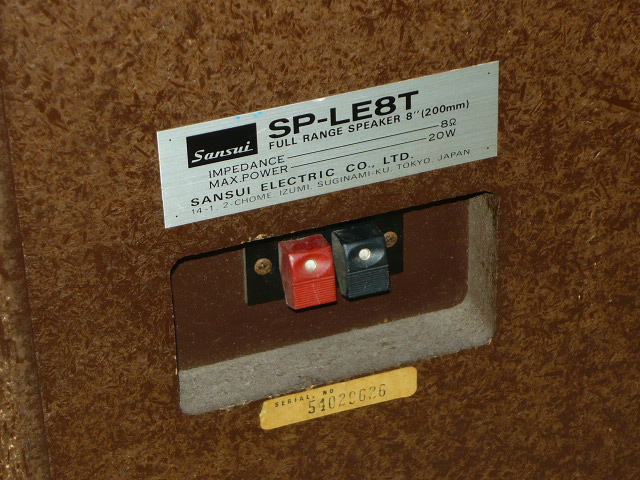 Sansui
SP-LE8T
FULL RANGE SPEAKER 8"(200mm)
IMPEDANCE 8Ω
MAX.POWER 20W
SANSUI ELECTRIC CO., LTD.
14-1, 2-CHOME, IZUMI, SUGINAMI-KU, TOKYO, JAPAN
SERIAL NO
54020626